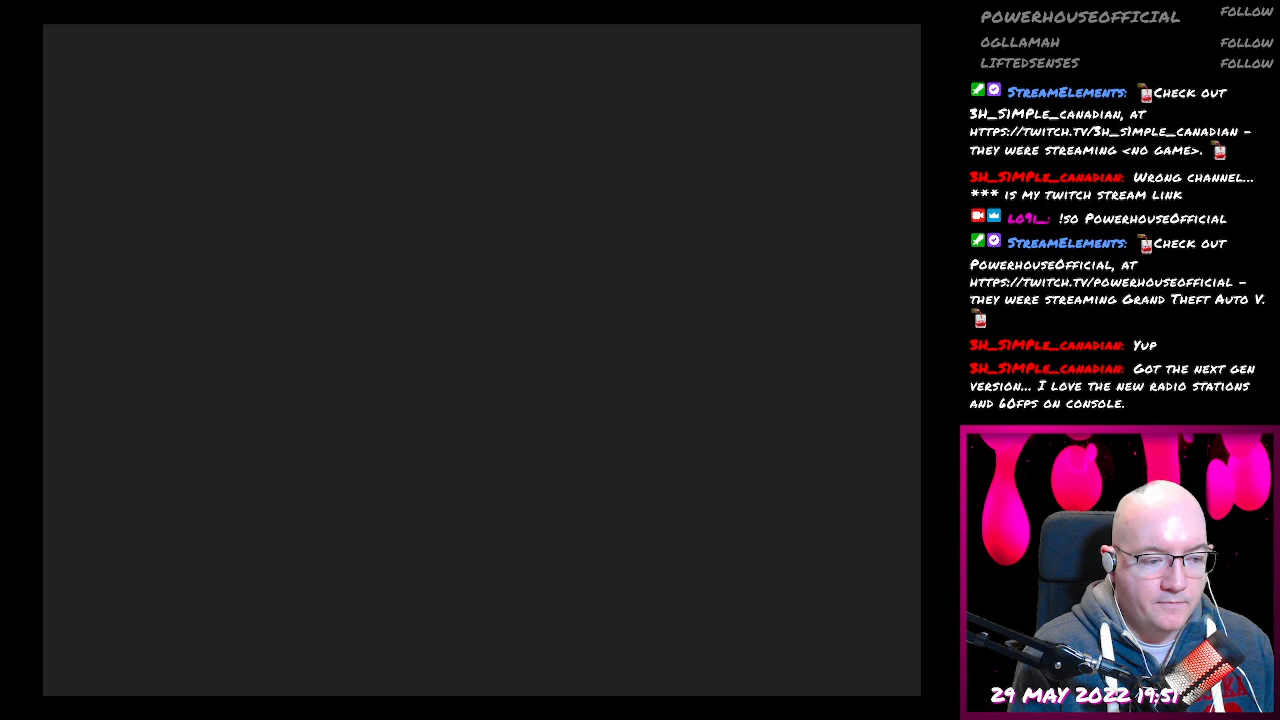 POWERHOUSEOFFICIAL FOLLOW
OGLLAMAH FOLLOW
LIFTEDSENSES FOLLOW
StreamElements: Check out
3H_S1MPLe_canadian, at
https://twitch.tv/3h_s1mple_canadian -
they were streaming <no game>.
3H_S1MPLe_canadian: Wrong channel...
*** is my twitch stream link
lo9i_: !so PowerhouseOfficial
StreamElements: Check out
PowerhouseOfficial, at
https://twitch.tv/powerhouseofficial -
they were streaming Grand Theft Auto V.
3H_S1MPLe_canadian: Yup
3H_S1MPLe_canadian: Got the next gen
version... I love the new radio stations
and 60fps on console.
29 MAY 2022 19:51